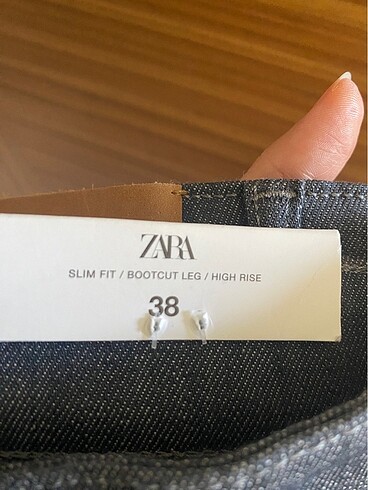 ZARA
SLIM FIT / BOOTCUT LEG / HIGH RISE
38